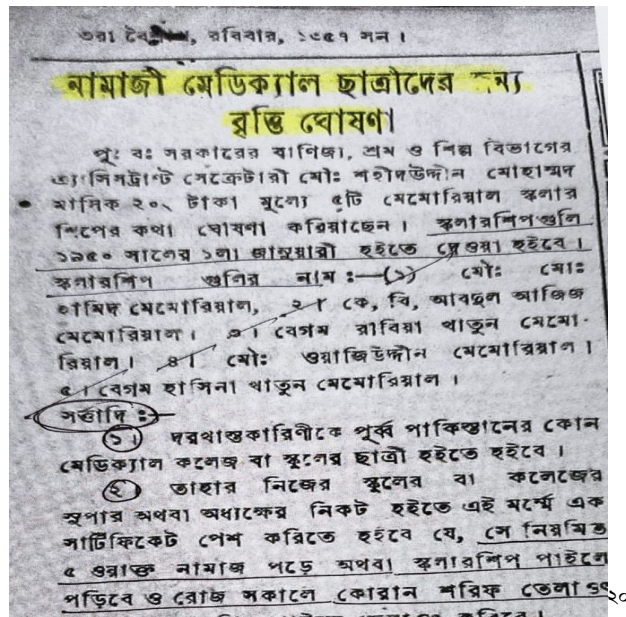 ৩রা রবিবার, ১৩৫৭ সন।
নামাজী মেডিক্যাল ছাত্রীদের জন্য
বৃত্তি ঘোষণা
পূঃ বঃ সরকারের বাণিজ্য, শ্রম ও শিল্প বিভাগের
এ্যাসিসট্যাণ্ট সেক্রেটারী মৌঃ শহীদউদ্দীন মোহাম্মদ
মাসিক ২০৲ টাকা মূল্যে ৫টি মেমোরিয়াল স্কলার
শিপের কথা ঘোষণা করিয়াছেন। স্কলারশিপগুলি
১৯৫০ সালের ১লা জানুয়ারী হইতে দেওয়া হইবে।
স্কলারশিপ গুলির নাম :—(১) মৌঃ মোঃ
হামিদ মেমোরিয়াল, ২। কে, বি, আবদুল আজিজ
মেমোরিয়াল। ৩। বেগম রাবিয়া খাতুন মেমো-
রিয়াল। ৪। মৌঃ ওয়াজিউদ্দীন মেমোরিয়াল।
৫। বেগম হাসিনা খাতুন মেমোরিয়াল।
সর্ত্তাদি :—
১। দরখাস্তকারিনীকে পূর্ব্ব পাকিস্তানের কোন
মেডিক্যাল কলেজ বা স্কুলের ছাত্রী হইতে হইবে।
২। তাহার নিজের স্কুলের বা কলেজের
সুপার অথবা অধ্যক্ষের নিকট হইতে এই মর্ম্মে এক
সার্টিফিকেট পেশ করিতে হইবে যে, সে নিয়মিত
৫ ওয়াক্ত নামাজ পড়ে অথবা স্কলারশিপ পাইলে
পড়িবে ও রোজ সকালে কোরান শরিফ তেলাওৎ